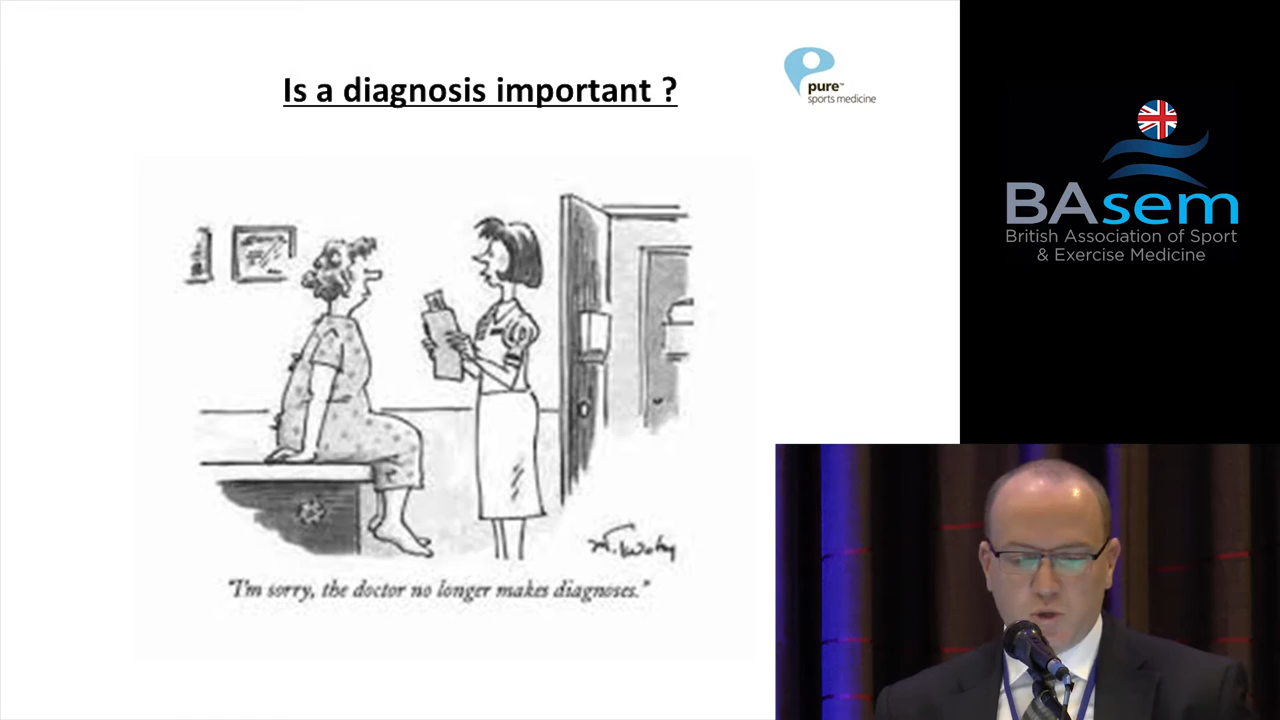 Is a diagnosis important ?
pure™
sports medicine
"I'm sorry, the doctor no longer makes diagnoses."
BAsem
British Association of Sport
& Exercise Medicine